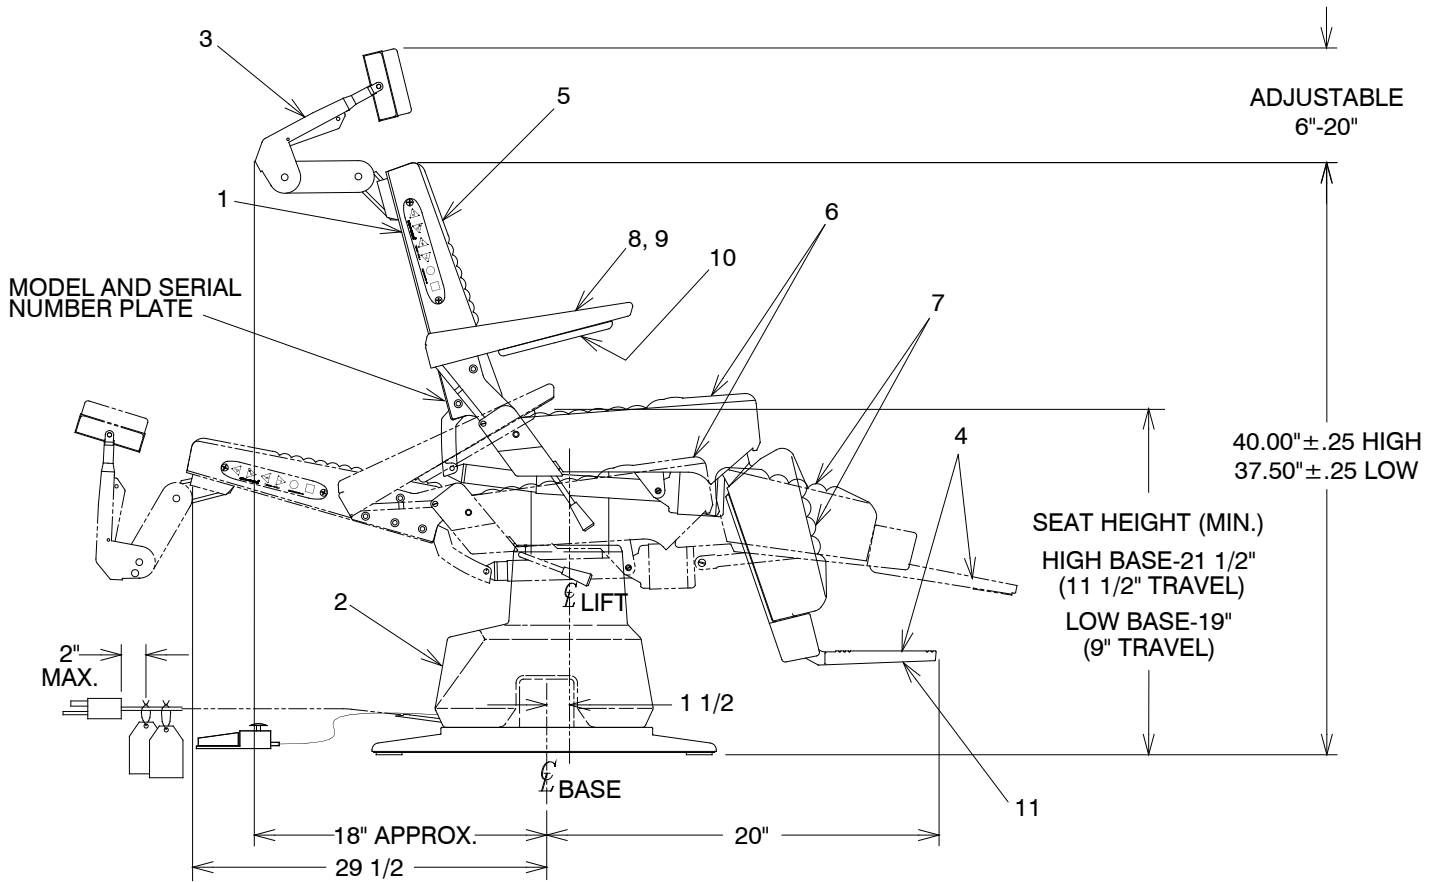 3
ADJUSTABLE
6"-20"
5
1
6
8, 9
10
MODEL AND SERIAL
NUMBER PLATE
7
4
40.00"±.25 HIGH
37.50"±.25 LOW
SEAT HEIGHT (MIN.)
HIGH BASE-21 1/2"
(11 1/2" TRAVEL)
LOW BASE-19"
(9" TRAVEL)
℄ LIFT
2
2"
MAX.
1 1/2
℄ BASE
11
18" APPROX.
20"
29 1/2